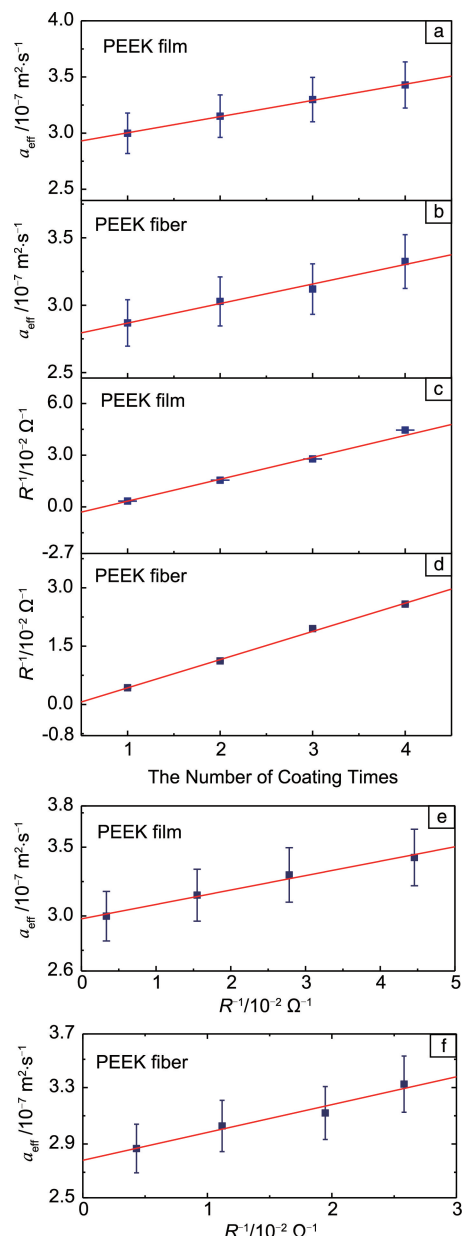 a
PEEK film
4.0
3.5
3.0
2.5
a_eff /10⁻⁷ m²·s⁻¹
b
PEEK fiber
3.5
3.0
2.5
a_eff /10⁻⁷ m²·s⁻¹
c
PEEK film
6.0
3.0
0.0
-2.7
R⁻¹/10⁻² Ω⁻¹
d
PEEK fiber
3.0
1.5
0.0
-0.8
R⁻¹/10⁻² Ω⁻¹
1 2 3 4
The Number of Coating Times
e
PEEK film
3.8
3.5
3.0
2.6
a_eff /10⁻⁷ m²·s⁻¹
0 1 2 3 4 5
R⁻¹/10⁻² Ω⁻¹
f
PEEK fiber
3.7
3.3
2.9
2.5
a_eff /10⁻⁷ m²·s⁻¹
0 1 2 3
R⁻¹/10⁻² Ω⁻¹